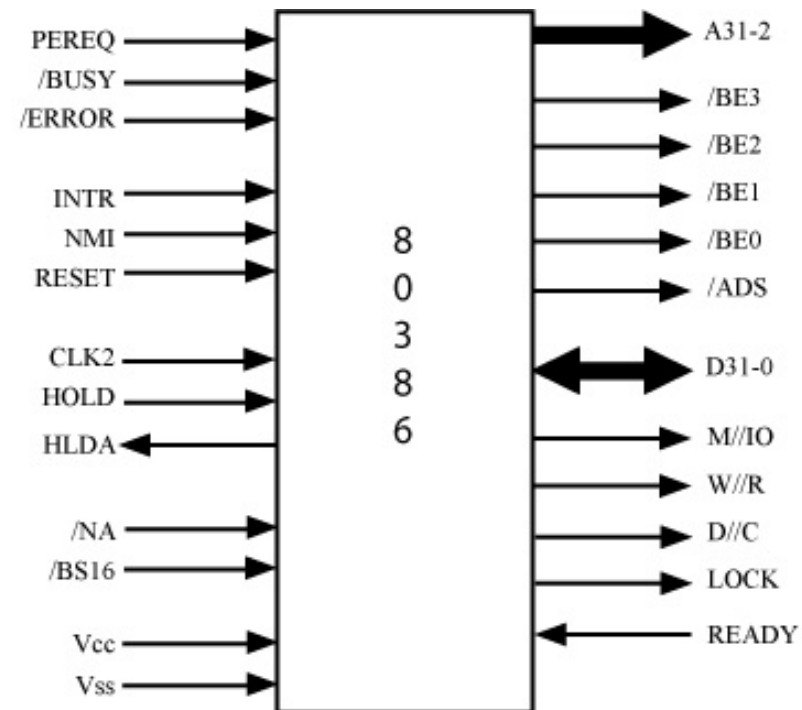 PEREQ
/BUSY
/ERROR
INTR
NMI
RESET
CLK2
HOLD
HLDA
/NA
/BS16
Vcc
Vss
8
0
3
8
6
A31-2
/BE3
/BE2
/BE1
/BE0
/ADS
D31-0
M//IO
W//R
D//C
LOCK
READY